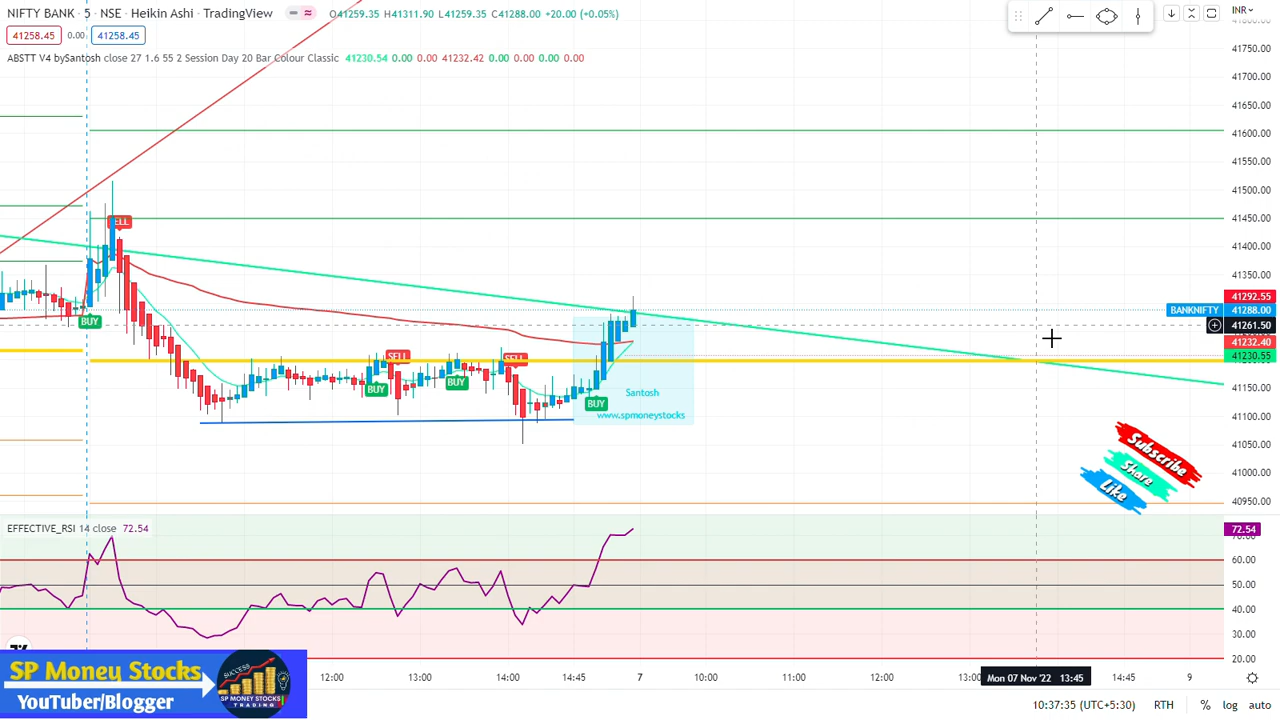 NIFTY BANK · 5 · NSE · Heikin Ashi · TradingView O41259.35 H41311.90 L41259.35 C41288.00 +20.00 (+0.05%)
INR
41258.45 0.00 41258.45
ABSTT V4 bySantosh close 27 1.6 55 2 Session Day 20 Bar Colour Classic 41230.54 0.00 0.00 41232.42 0.00 0.00 0.00 0.00
41750.00
41700.00
41650.00
41600.00
41550.00
41500.00
41450.00
41400.00
41350.00
41292.55
BANKNIFTY 41288.00
41261.50
41232.40
41230.55
41150.00
41100.00
41050.00
41000.00
40950.00
SELL
BUY
SELL
BUY
BUY
SELL
BUY
Santosh
www.spmoneystocks
Subscribe
Share
Like
EFFECTIVE_RSI 14 close 72.54
72.54
60.00
50.00
40.00
30.00
20.00
SP Money Stocks
YouTuber/Blogger
SUCCESS
SP MONEY STOCKS
TRADING
12:00 13:00 14:00 14:45 7 10:00 11:00 12:00 13:00 Mon 07 Nov '22 13:45 14:45 9
10:37:35 (UTC+5:30) RTH % log auto